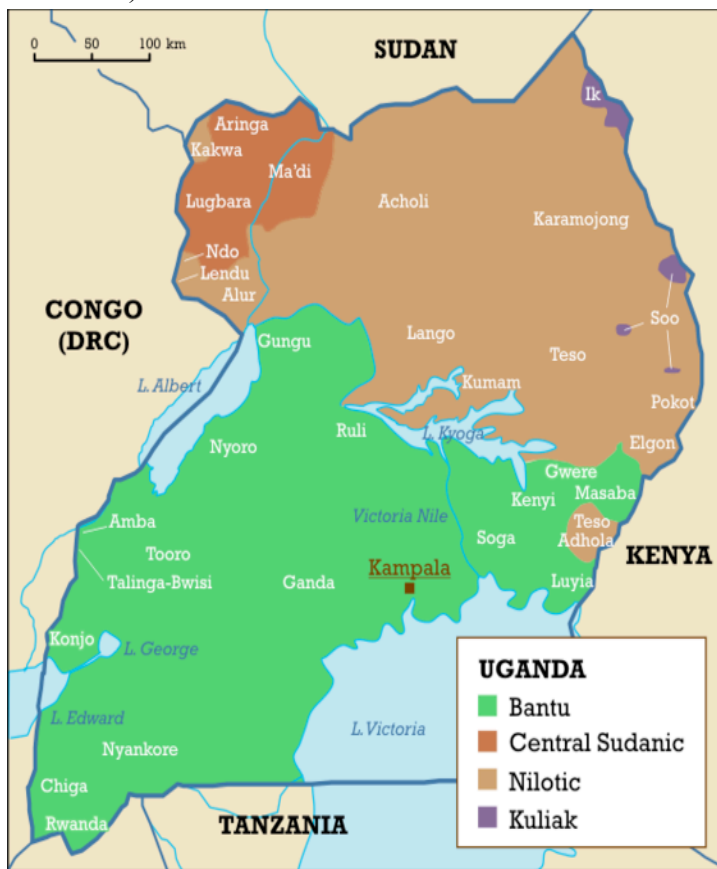 0 50 100 km
SUDAN
Ik
Aringa
Kakwa
Ma'di
Lugbara
Acholi
Karamojong
Ndo
Lendu
Alur
CONGO
(DRC)
Soo
Gungu
Lango
Teso
L. Albert
Kumam
Pokot
Ruli
L. Kyoga
Nyoro
Elgon
Gwere
Kenyi
Masaba
Amba
Victoria Nile
Teso
Adhola
Soga
Tooro
KENYA
Talinga-Bwisi
Ganda
Kampala
Luyia
Konjo
L. George
L. Edward
L. Victoria
Nyankore
Chiga
Rwanda
TANZANIA
UGANDA
Bantu
Central Sudanic
Nilotic
Kuliak